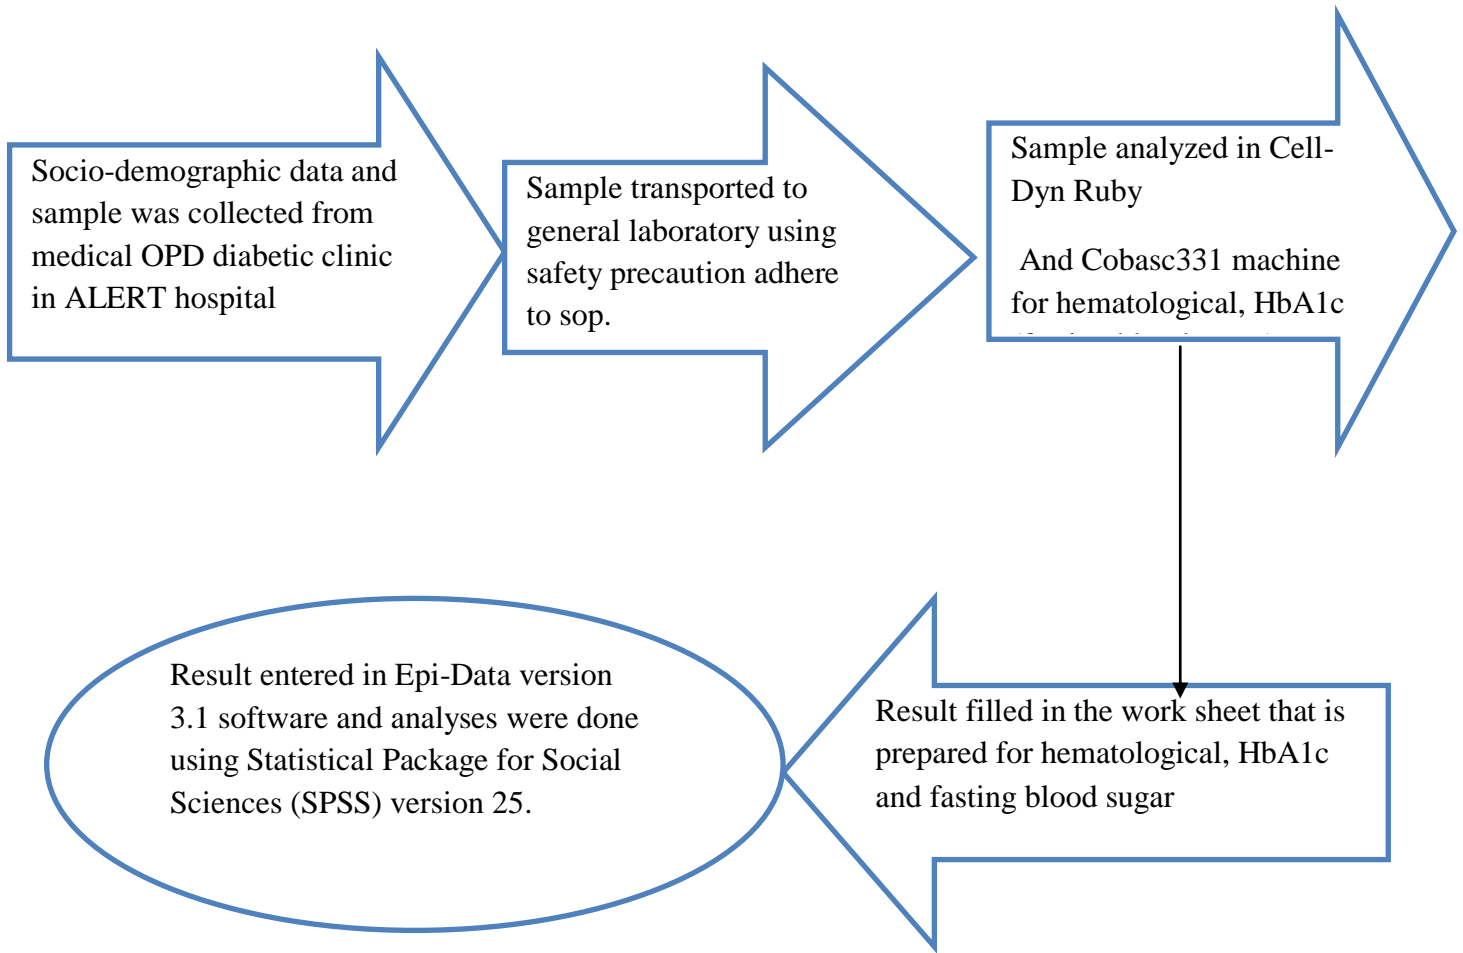 Socio-demographic data and
sample was collected from
medical OPD diabetic clinic
in ALERT hospital
Sample transported to
general laboratory using
safety precaution adhere
to sop.
Sample analyzed in Cell-
Dyn Ruby
And Cobasc331 machine
for hematological, HbA1c
Result filled in the work sheet that is
prepared for hematological, HbA1c
and fasting blood sugar
Result entered in Epi-Data version
3.1 software and analyses were done
using Statistical Package for Social
Sciences (SPSS) version 25.